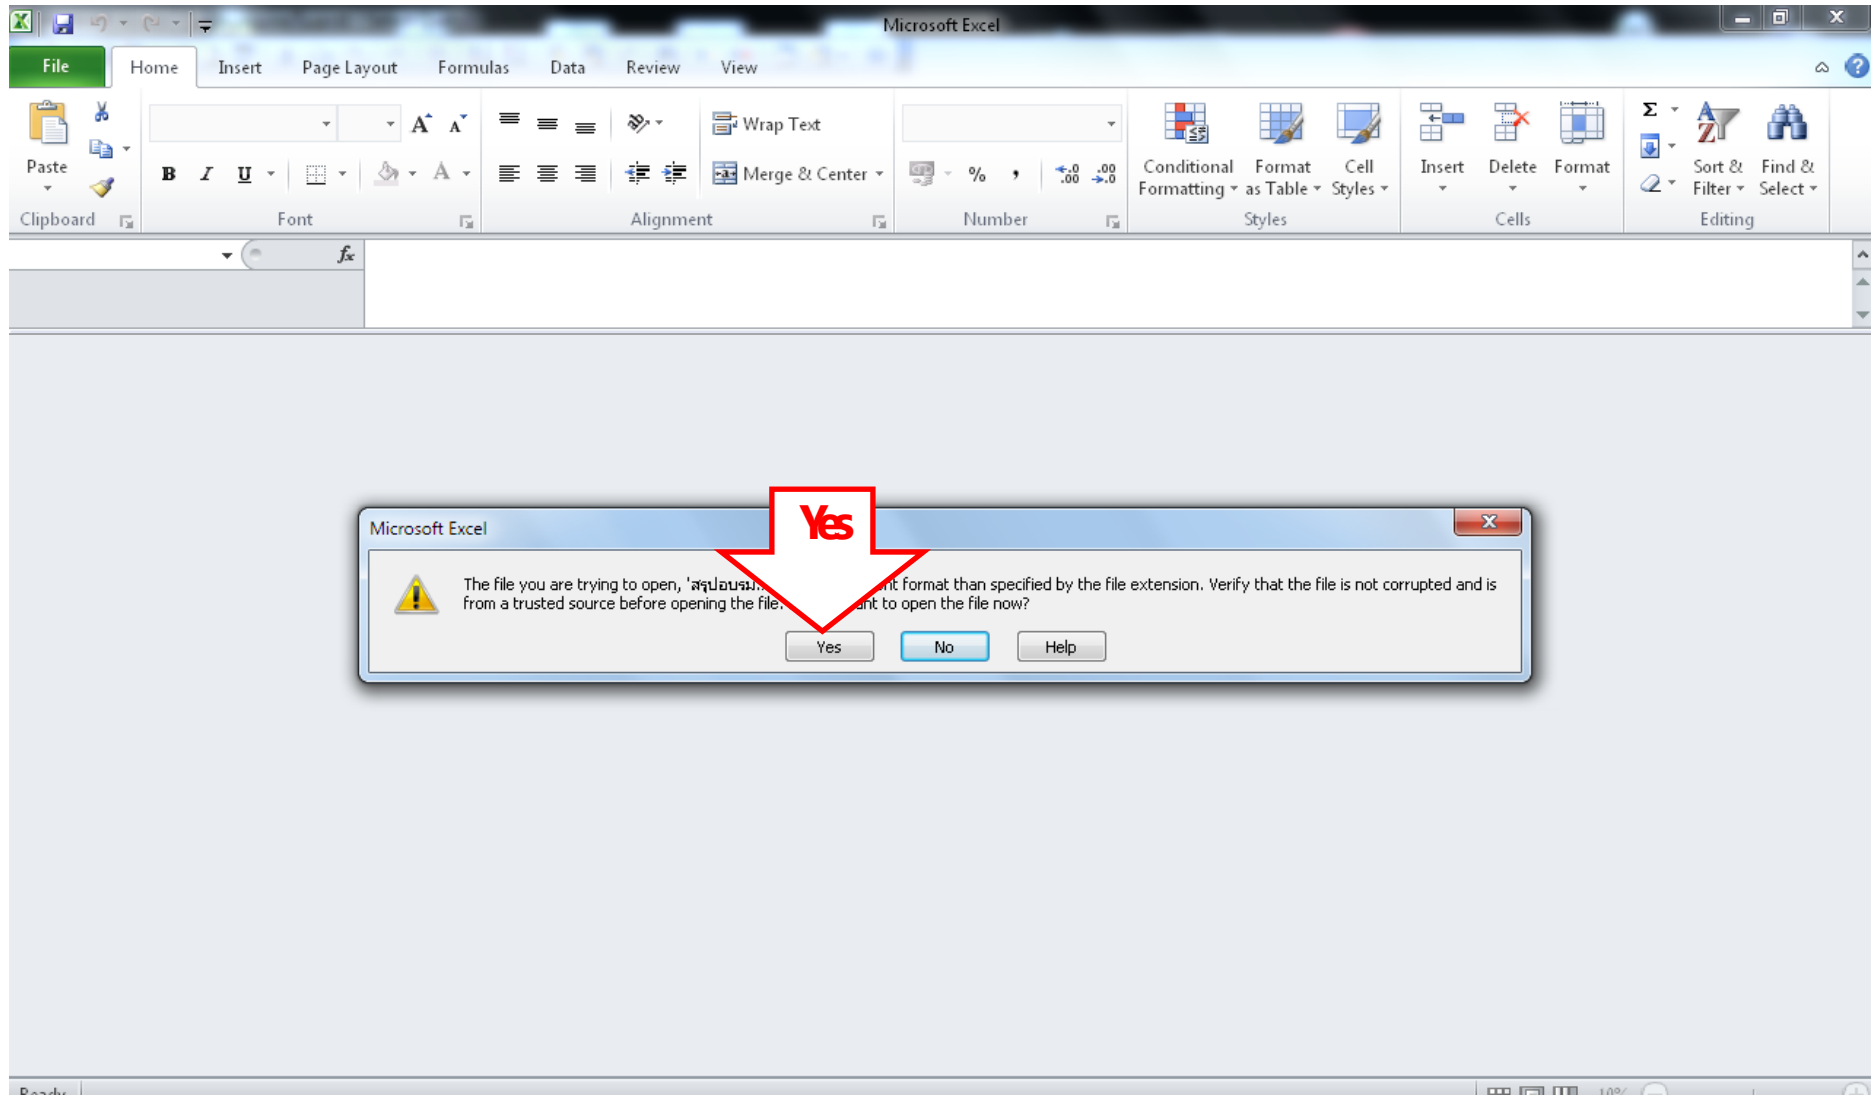 Microsoft Excel
File Home Insert Page Layout Formulas Data Review View
Wrap Text
Paste
B I U
Merge & Center
% ,
Conditional Formatting
Format as Table
Cell Styles
Insert Delete Format
Sort & Filter
Find & Select
Clipboard Font Alignment Number Styles Cells Editing
fx
Yes
Microsoft Excel
The file you are trying to open, 'สรุปอบรม format than specified by the file extension. Verify that the file is not corrupted and is
from a trusted source before opening the file. to open the file now?
Yes No Help
Ready